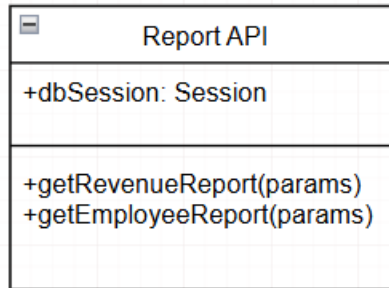 Report API
+dbSession: Session
+getRevenueReport(params)
+getEmployeeReport(params)